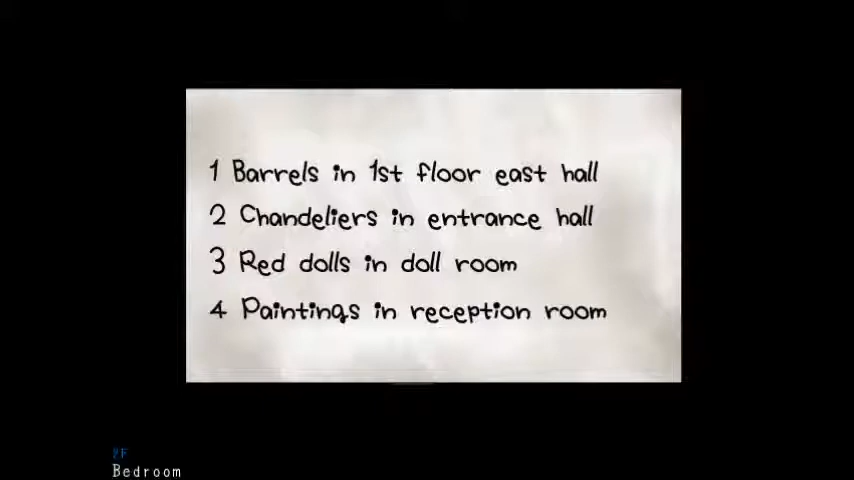 1 Barrels in 1st floor east hall
2 Chandeliers in entrance hall
3 Red dolls in doll room
4 Paintings in reception room
Bedroom